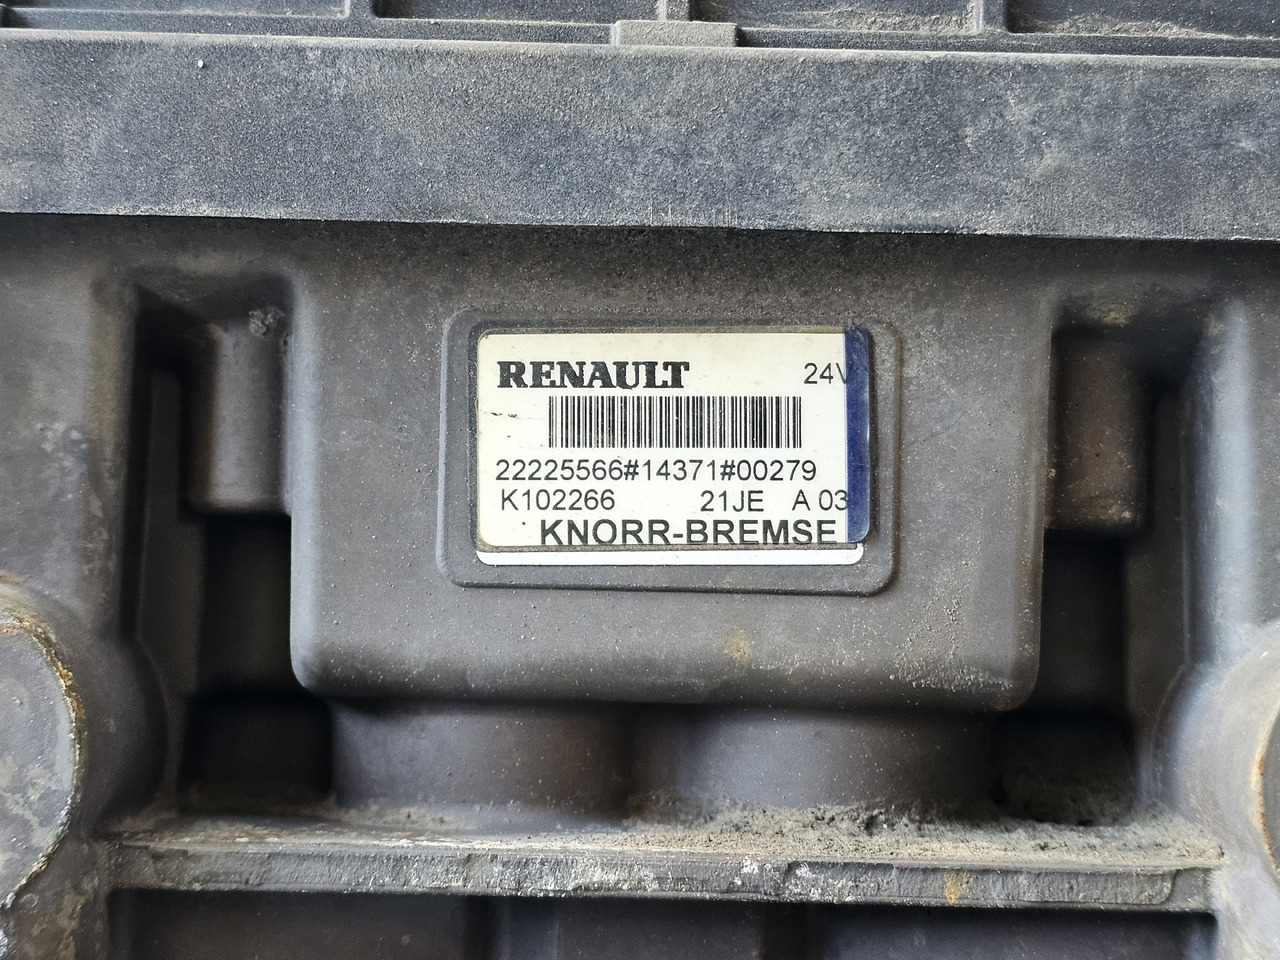 RENAULT 24V
22225566#14371#00279
K102266 21JE A 03
KNORR-BREMSE